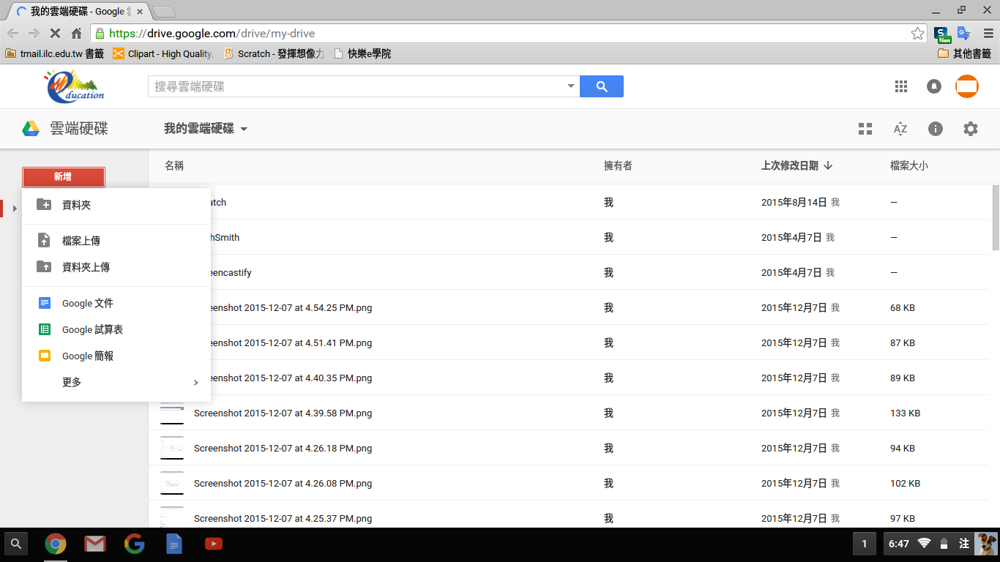 我的雲端硬碟 - Google
https://drive.google.com/drive/my-drive
New
tmail.ilc.edu.tw 書籤 Clipart - High Quality, Scratch - 發揮想像力 快樂e學院 其他書籤
ducation
搜尋雲端硬碟
雲端硬碟 我的雲端硬碟 AZ
新增 名稱 擁有者 上次修改日期 檔案大小
資料夾
atch 我 2015年8月14日 我 —
檔案上傳
hSmith 我 2015年4月7日 我 —
資料夾上傳
encastify 我 2015年4月7日 我 —
Google 文件
eenshot 2015-12-07 at 4.54.25 PM.png 我 2015年12月7日 我 68 KB
Google 試算表
eenshot 2015-12-07 at 4.51.41 PM.png 我 2015年12月7日 我 87 KB
Google 簡報
eenshot 2015-12-07 at 4.40.35 PM.png 我 2015年12月7日 我 89 KB
更多
Screenshot 2015-12-07 at 4.39.58 PM.png 我 2015年12月7日 我 133 KB
Screenshot 2015-12-07 at 4.26.18 PM.png 我 2015年12月7日 我 94 KB
Screenshot 2015-12-07 at 4.26.08 PM.png 我 2015年12月7日 我 102 KB
Screenshot 2015-12-07 at 4.25.37 PM.png 我 2015年12月7日 我 97 KB
1 6:47 注